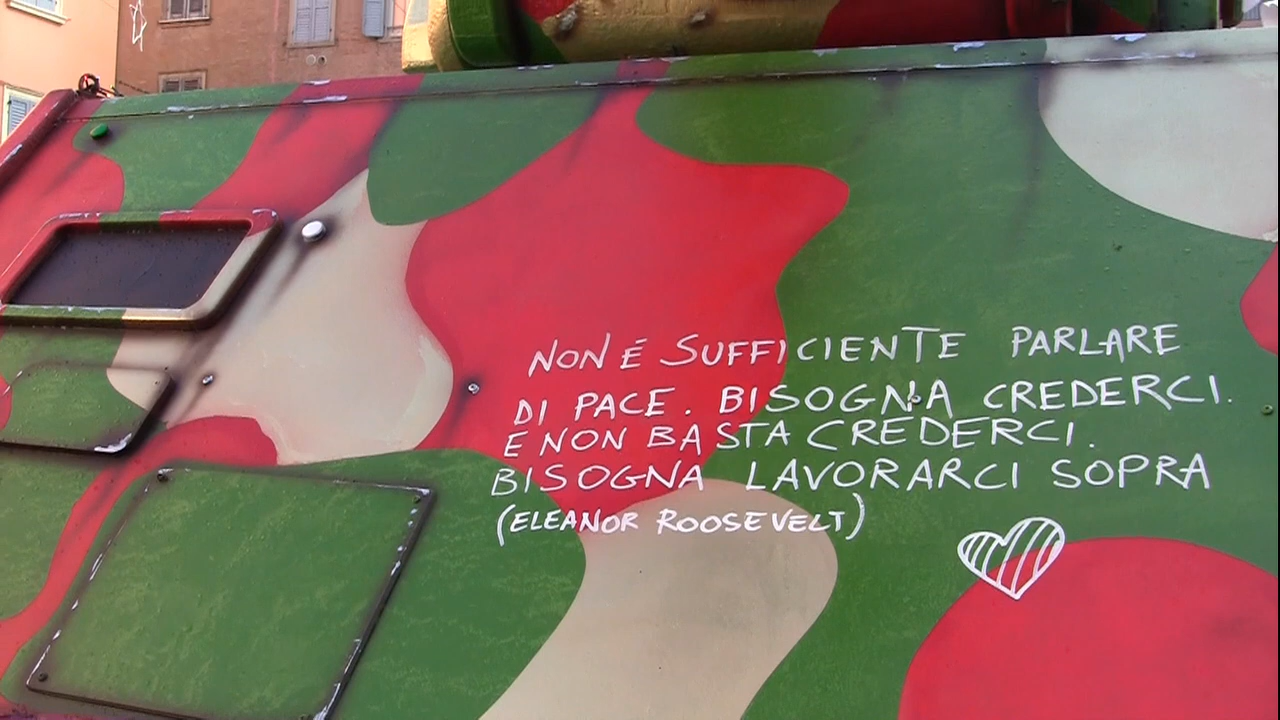 NON É SUFFICIENTE PARLARE
DI PACE. BISOGNA CREDERCI.
E NON BASTA CREDERCI.
BISOGNA LAVORARCI SOPRA
(ELEANOR ROOSEVELT)